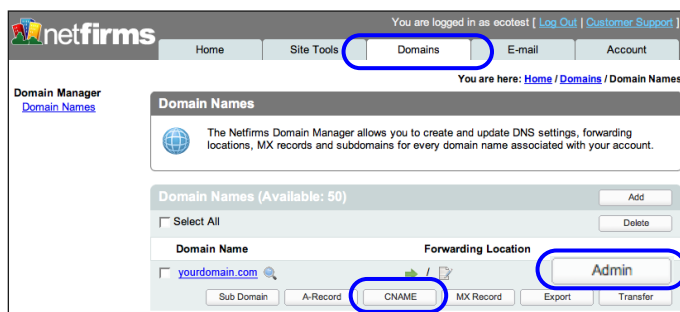 netfirms
You are logged in as ecotest [ Log Out | Customer Support ]
Home Site Tools Domains E-mail Account
You are here: Home / Domains / Domain Names
Domain Manager
Domain Names
Domain Names
The Netfirms Domain Manager allows you to create and update DNS settings, forwarding
locations, MX records and subdomains for every domain name associated with your account.
Domain Names (Available: 50) Add
Select All Delete
Domain Name Forwarding Location
yourdomain.com / Admin
Sub Domain A-Record CNAME MX Record Export Transfer